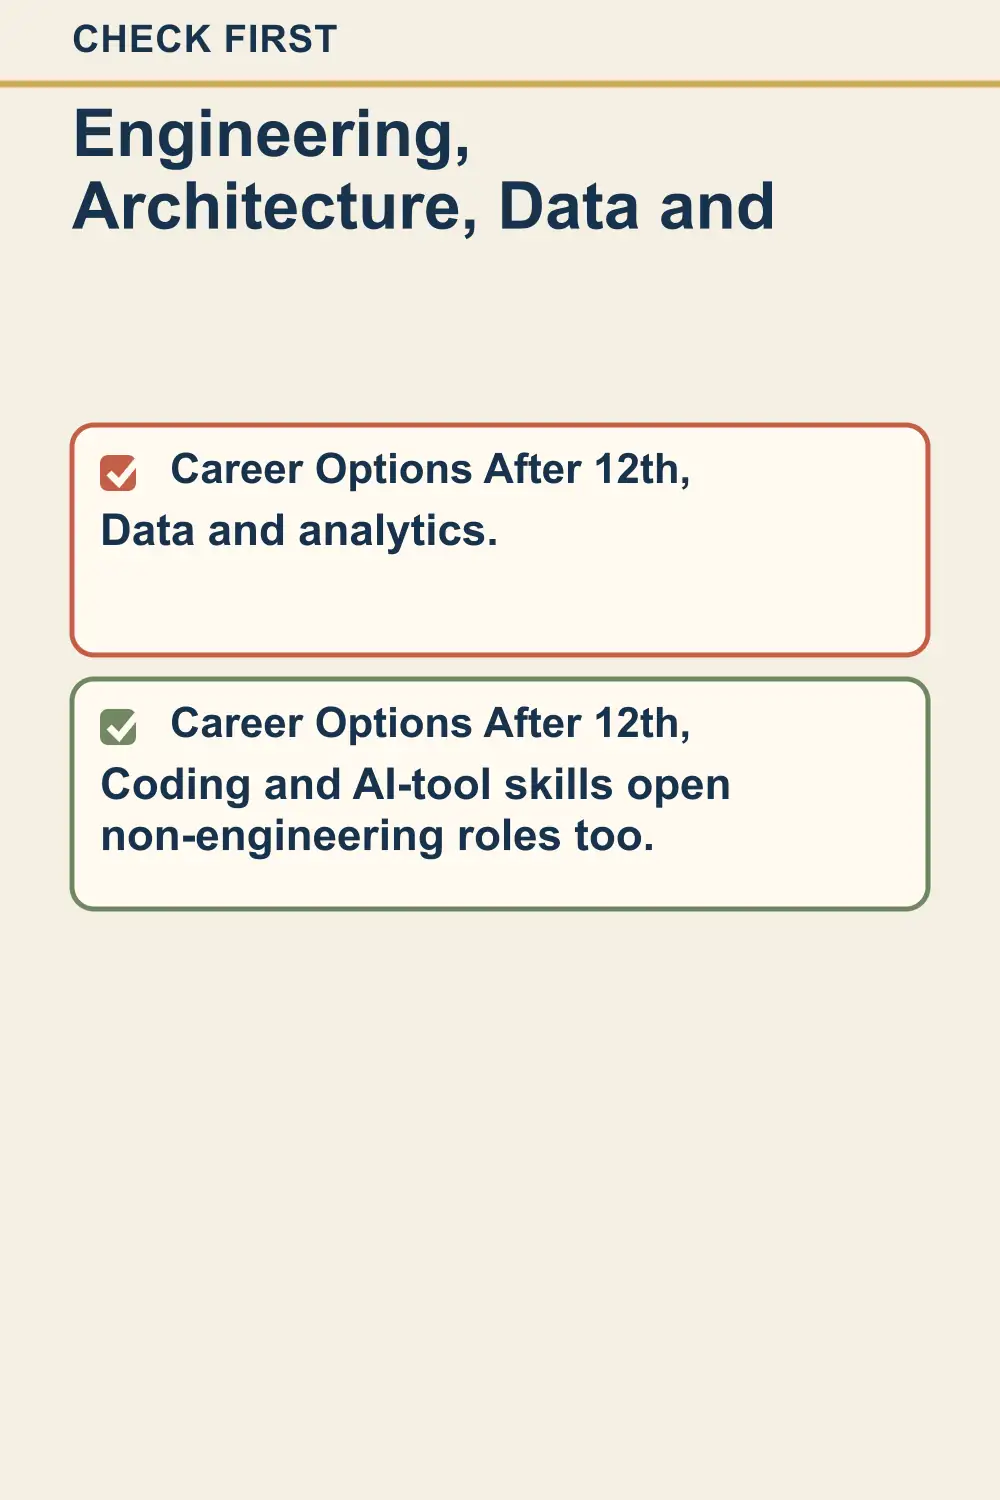 CHECK FIRST
Engineering,
Architecture, Data and
Career Options After 12th,
Data and analytics.
Career Options After 12th,
Coding and AI-tool skills open
non-engineering roles too.